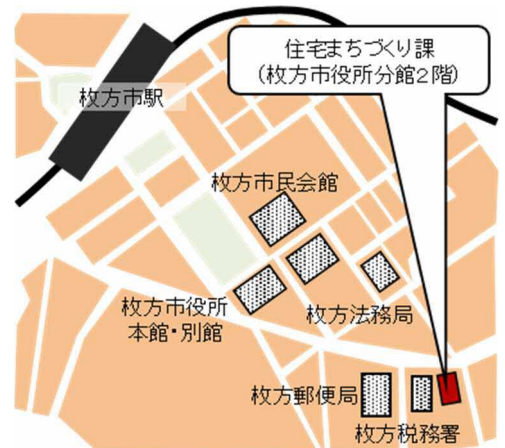 住宅まちづくり課
(枚方市役所分館2階)
枚方市駅
枚方市民会館
枚方市役所
本館・別館
枚方法務局
枚方郵便局
枚方税務署